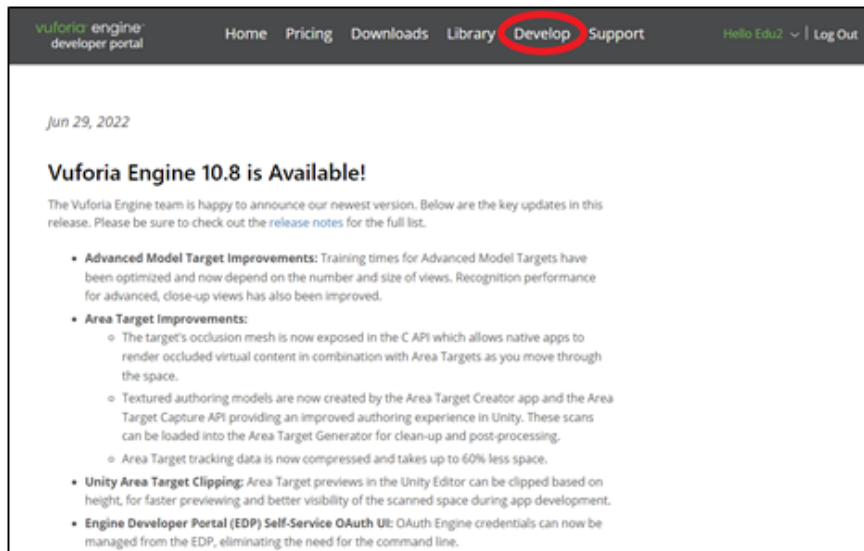 vuforia engine
developer portal
Home Pricing Downloads Library Develop Support
Hello Edu2 | Log Out
Jun 29, 2022
Vuforia Engine 10.8 is Available!
The Vuforia Engine team is happy to announce our newest version. Below are the key updates in this
release. Please be sure to check out the release notes for the full list.
• Advanced Model Target Improvements: Training times for Advanced Model Targets have
been optimized and now depend on the number and size of views. Recognition performance
for advanced, close-up views has also been improved.
• Area Target Improvements:
○ The target's occlusion mesh is now exposed in the C API which allows native apps to
render occluded virtual content in combination with Area Targets as you move through
the space.
○ Textured authoring models are now created by the Area Target Creator app and the Area
Target Capture API providing an improved authoring experience in Unity. These scans
can be loaded into the Area Target Generator for clean-up and post-processing.
○ Area Target tracking data is now compressed and takes up to 60% less space.
• Unity Area Target Clipping: Area Target previews in the Unity Editor can be clipped based on
height, for faster previewing and better visibility of the scanned space during app development.
• Engine Developer Portal (EDP) Self-Service OAuth UI: OAuth Engine credentials can now be
managed from the EDP, eliminating the need for the command line.